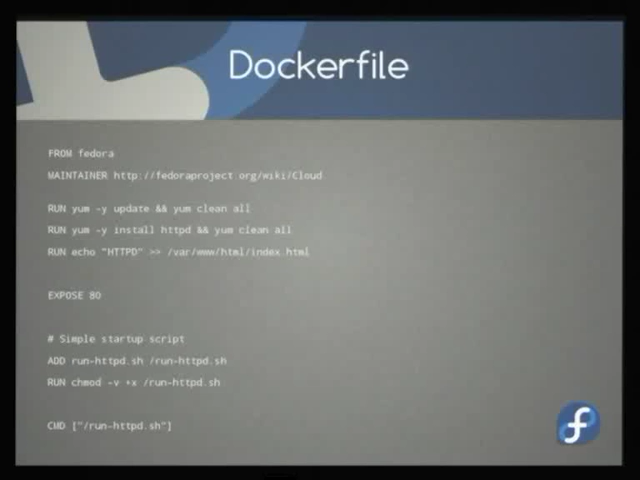 Dockerfile
FROM fedora
MAINTAINER http://fedoraproject.org/wiki/Cloud
RUN yum -y update && yum clean all
RUN yum -y install httpd && yum clean all
RUN echo "HTTPD" >> /var/www/html/index.html
EXPOSE 80
# Simple startup script
ADD run-httpd.sh /run-httpd.sh
RUN chmod -v +x /run-httpd.sh
CMD ["/run-httpd.sh"]